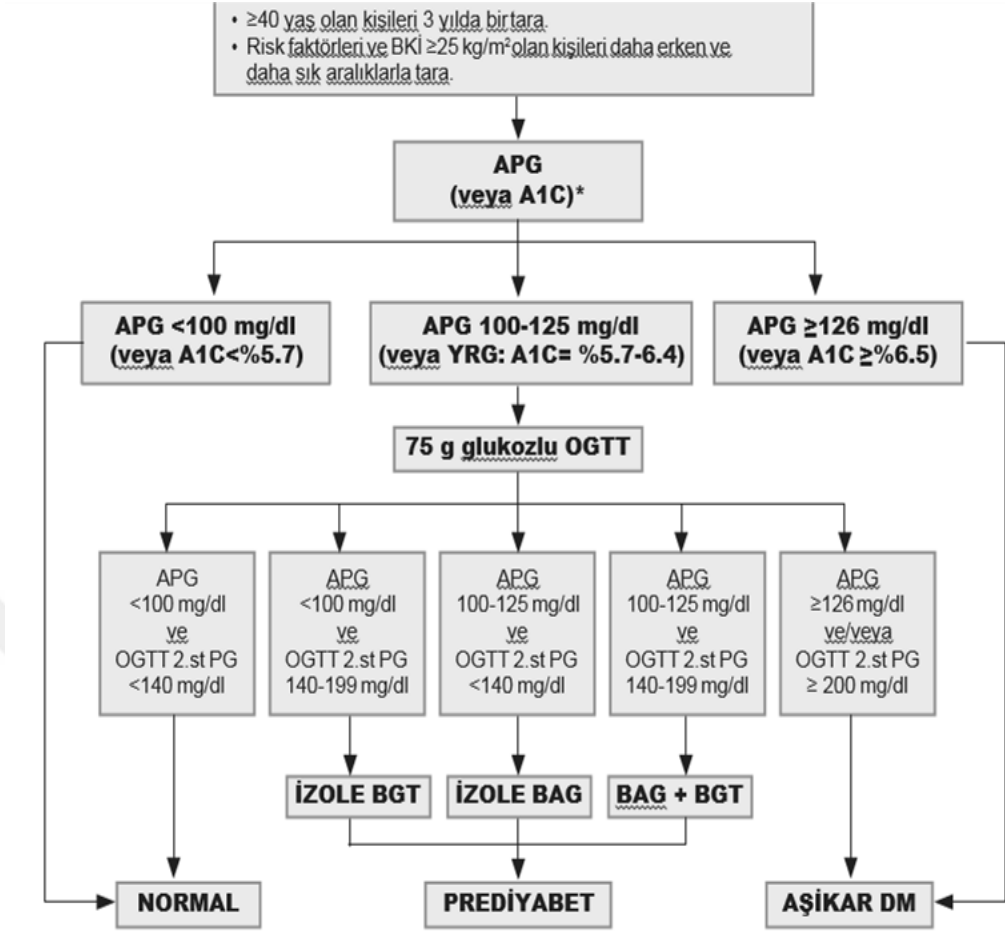 • ≥40 yaş olan kişileri 3 yılda bir tara.
• Risk faktörleri ve BKİ ≥25 kg/m² olan kişileri daha erken ve
daha sık aralıklarla tara.
APG
(veya A1C)*
APG <100 mg/dl
(veya A1C<%5.7)
APG 100-125 mg/dl
(veya YRG: A1C= %5.7-6.4)
APG ≥126 mg/dl
(veya A1C ≥%6.5)
75 g glukozlu OGTT
APG
<100 mg/dl
ve
OGTT 2.st PG
<140 mg/dl
APG
<100 mg/dl
ve
OGTT 2.st PG
140-199 mg/dl
APG
100-125 mg/dl
ve
OGTT 2.st PG
<140 mg/dl
APG
100-125 mg/dl
ve
OGTT 2.st PG
140-199 mg/dl
APG
≥126 mg/dl
ve/veya
OGTT 2.st PG
≥ 200 mg/dl
İZOLE BGT
İZOLE BAG
BAG + BGT
NORMAL
PREDİYABET
AŞİKAR DM